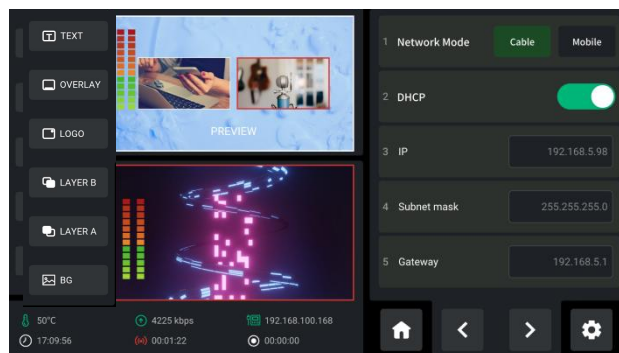 TEXT
OVERLAY
LOGO
LAYER B
LAYER A
BG
PREVIEW
50°C
4225 kbps
192.168.100.168
17:09:56
00:01:22
00:00:00
1 Network Mode Cable Mobile
2 DHCP
3 IP 192.168.5.98
4 Subnet mask 255.255.255.0
5 Gateway 192.168.5.1